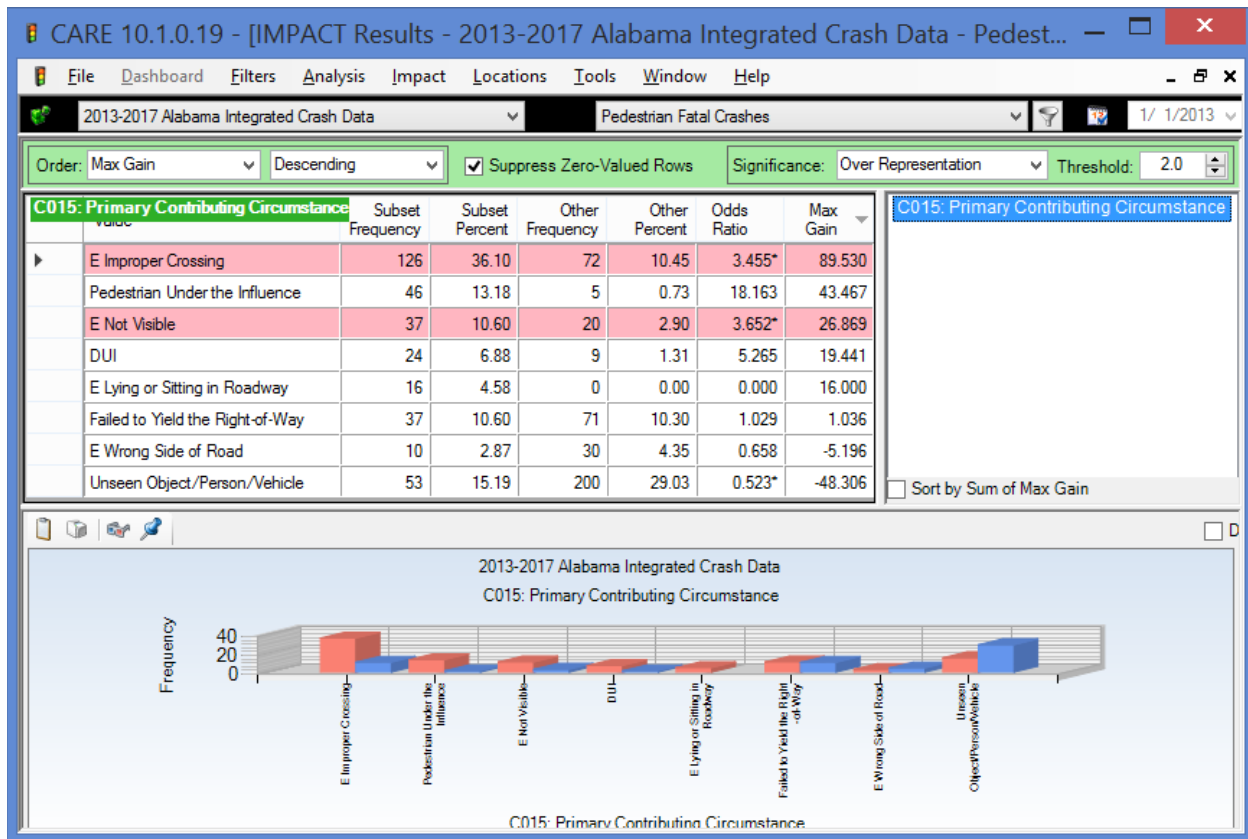 CARE 10.1.0.19 - [IMPACT Results - 2013-2017 Alabama Integrated Crash Data - Pedest...
File Dashboard Filters Analysis Impact Locations Tools Window Help
2013-2017 Alabama Integrated Crash Data Pedestrian Fatal Crashes 12 1/ 1/2013
Order: Max Gain Descending Suppress Zero-Valued Rows Significance: Over Representation Threshold: 2.0
C015: Primary Contributing Circumstance
Value Subset Frequency Subset Percent Other Frequency Other Percent Odds Ratio Max Gain
E Improper Crossing 126 36.10 72 10.45 3.455* 89.530
Pedestrian Under the Influence 46 13.18 5 0.73 18.163 43.467
E Not Visible 37 10.60 20 2.90 3.652* 26.869
DUI 24 6.88 9 1.31 5.265 19.441
E Lying or Sitting in Roadway 16 4.58 0 0.00 0.000 16.000
Failed to Yield the Right-of-Way 37 10.60 71 10.30 1.029 1.036
E Wrong Side of Road 10 2.87 30 4.35 0.658 -5.196
Unseen Object/Person/Vehicle 53 15.19 200 29.03 0.523* -48.306
C015: Primary Contributing Circumstance
Sort by Sum of Max Gain
D
2013-2017 Alabama Integrated Crash Data
C015: Primary Contributing Circumstance
Frequency
40
20
0
E Improper Crossing
Pedestrian Under the
Influence
E Not Visible
DUI
E Lying or Sitting in
Roadway
Failed to Yield the Right
-of-Way
E Wrong Side of Road
Unseen
Object/Person/Vehicle
C015: Primary Contributing Circumstance